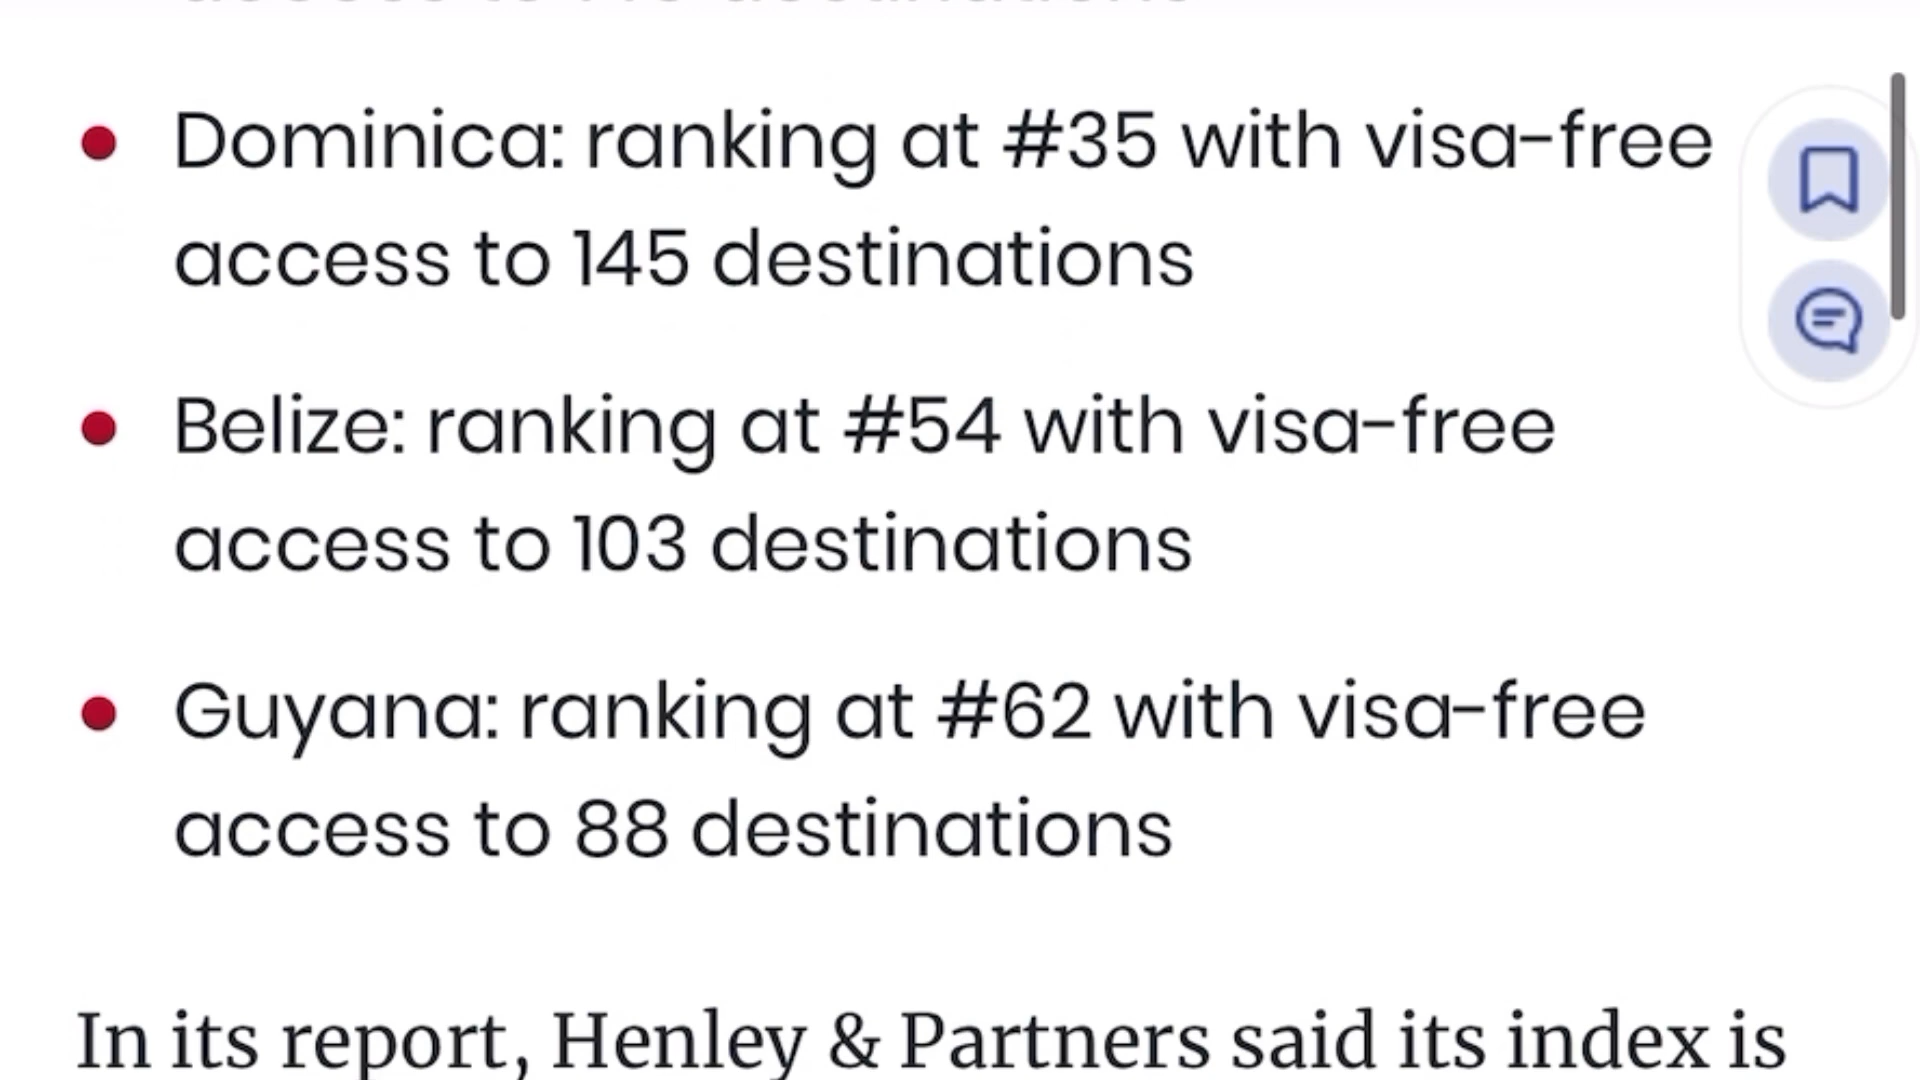 Dominica: ranking at #35 with visa-free
access to 145 destinations
Belize: ranking at #54 with visa-free
access to 103 destinations
Guyana: ranking at #62 with visa-free
access to 88 destinations
In its report, Henley & Partners said its index is